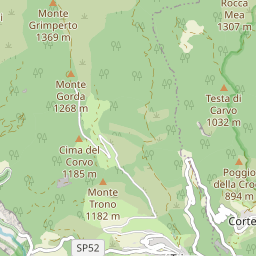 Monte
Grimperto
1369 m
Rocca
Mea
1307 m
Monte
Gorda
1268 m
Testa di
Carvo
1032 m
Cima del
Corvo
1185 m
Monte
Trono
1182 m
Poggio
della Cro
894 m
Corte
SP52